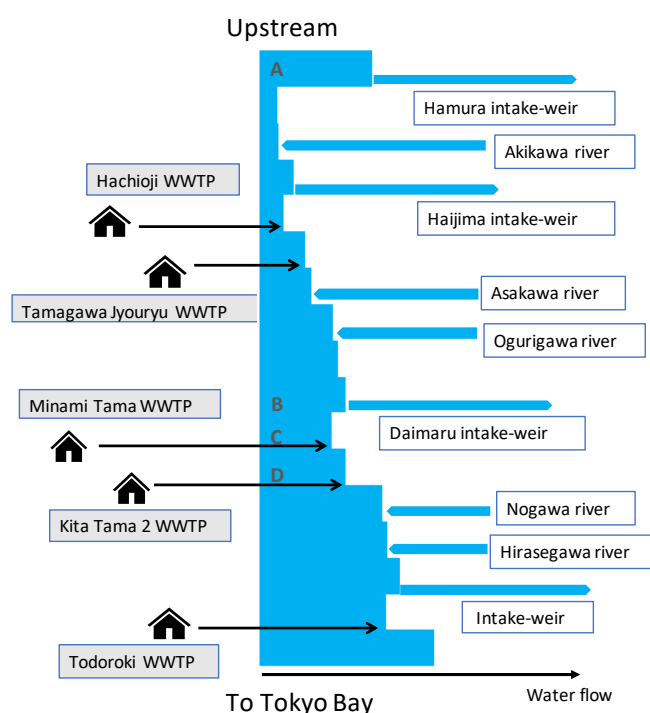 Upstream
A
Hamura intake-weir
Akikawa river
Hachioji WWTP
Haijima intake-weir
Asakawa river
Tamagawa Jyouryu WWTP
Ogurigawa river
Minami Tama WWTP
B
Daimaru intake-weir
C
D
Nogawa river
Kita Tama 2 WWTP
Hirasegawa river
Intake-weir
Todoroki WWTP
To Tokyo Bay
Water flow